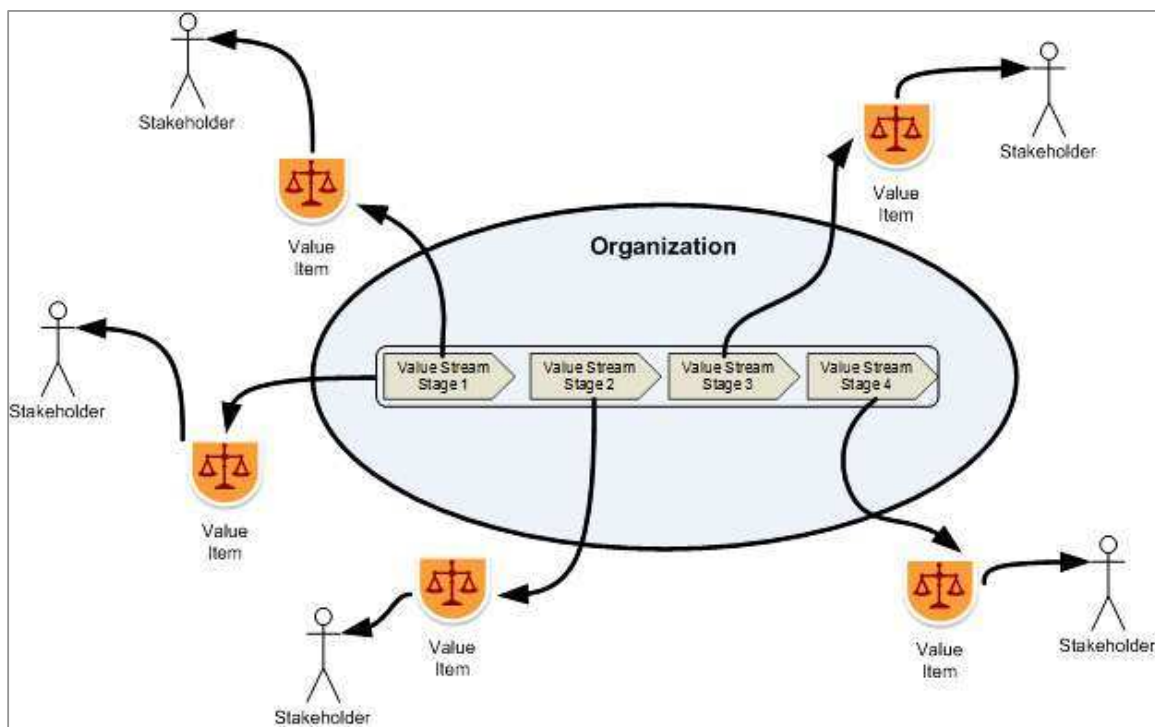 Stakeholder
Stakeholder
Value
Item
Value
Item
Organization
Stakeholder
Value Stream
Stage 1
Value Stream
Stage 2
Value Stream
Stage 3
Value Stream
Stage 4
Value
Item
Value
Item
Stakeholder
Value
Item
Stakeholder